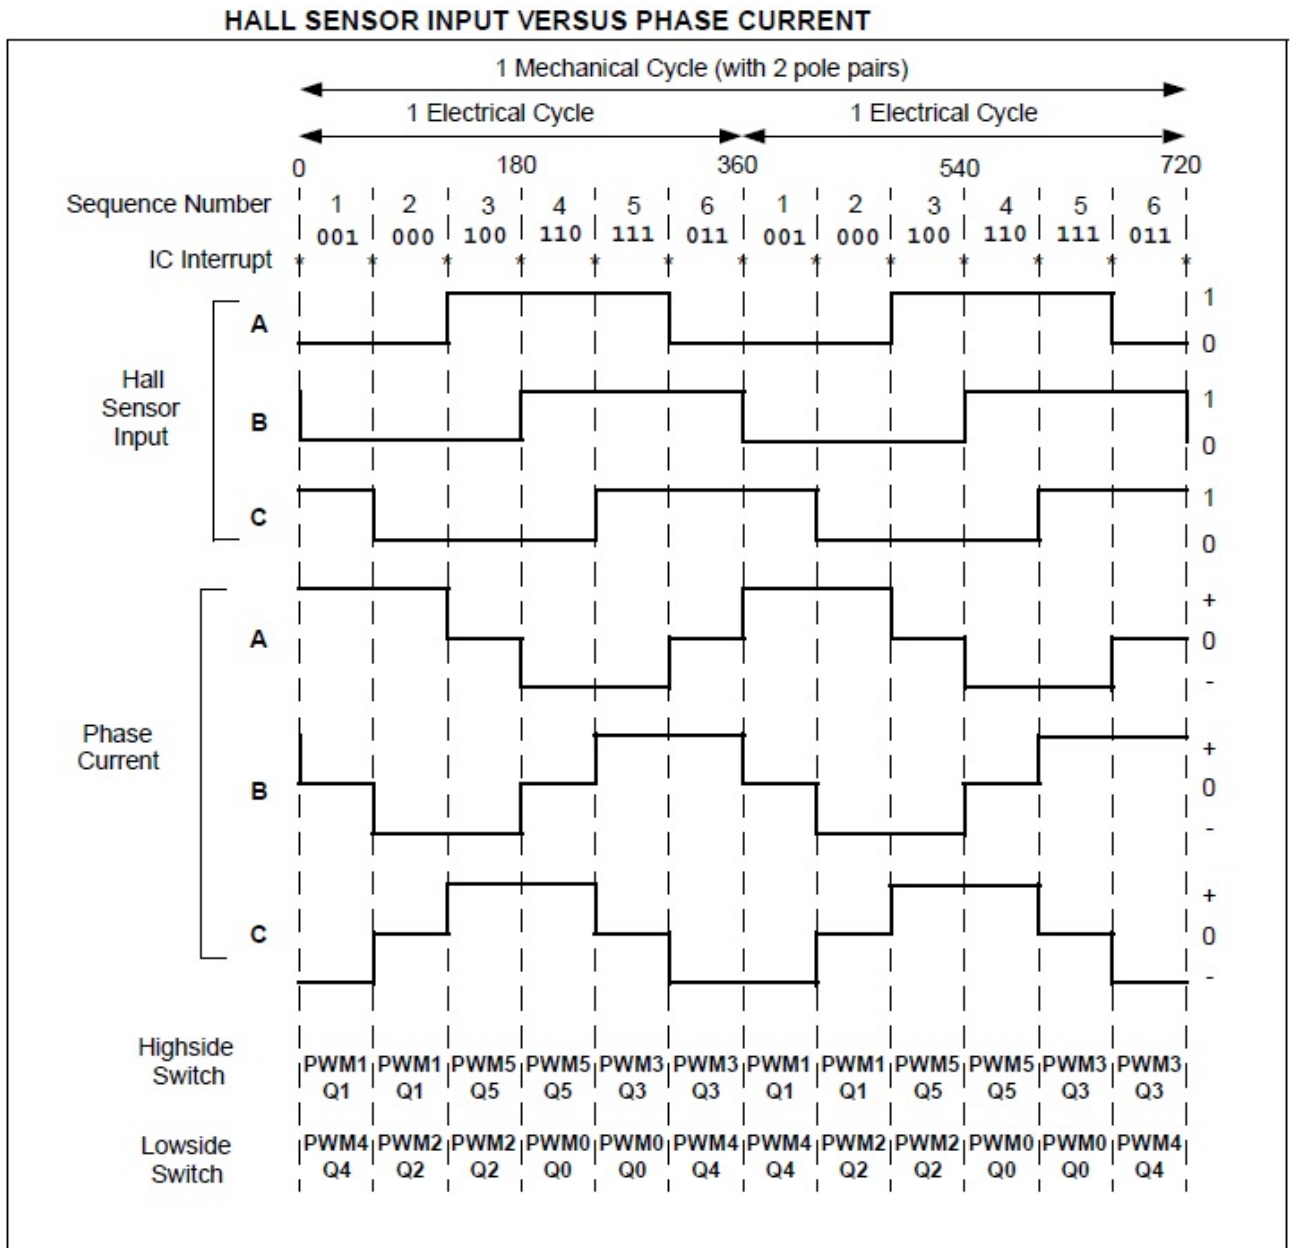 HALL SENSOR INPUT VERSUS PHASE CURRENT
1 Mechanical Cycle (with 2 pole pairs)
1 Electrical Cycle 1 Electrical Cycle
0 180 360 540 720
Sequence Number 1 2 3 4 5 6 1 2 3 4 5 6
001 000 100 110 111 011 001 000 100 110 111 011
IC Interrupt * * * * * * * * * * * * *
1
A
0
Hall
Sensor
Input
1
B
0
1
C
0
+
A 0
-
Phase
Current
+
B 0
-
+
C 0
-
Highside
Switch
PWM1 PWM1 PWM5 PWM5 PWM3 PWM3 PWM1 PWM1 PWM5 PWM5 PWM3 PWM3
Q1 Q1 Q5 Q5 Q3 Q3 Q1 Q1 Q5 Q5 Q3 Q3
Lowside
Switch
PWM4 PWM2 PWM2 PWM0 PWM0 PWM4 PWM4 PWM2 PWM2 PWM0 PWM0 PWM4
Q4 Q2 Q2 Q0 Q0 Q4 Q4 Q2 Q2 Q0 Q0 Q4